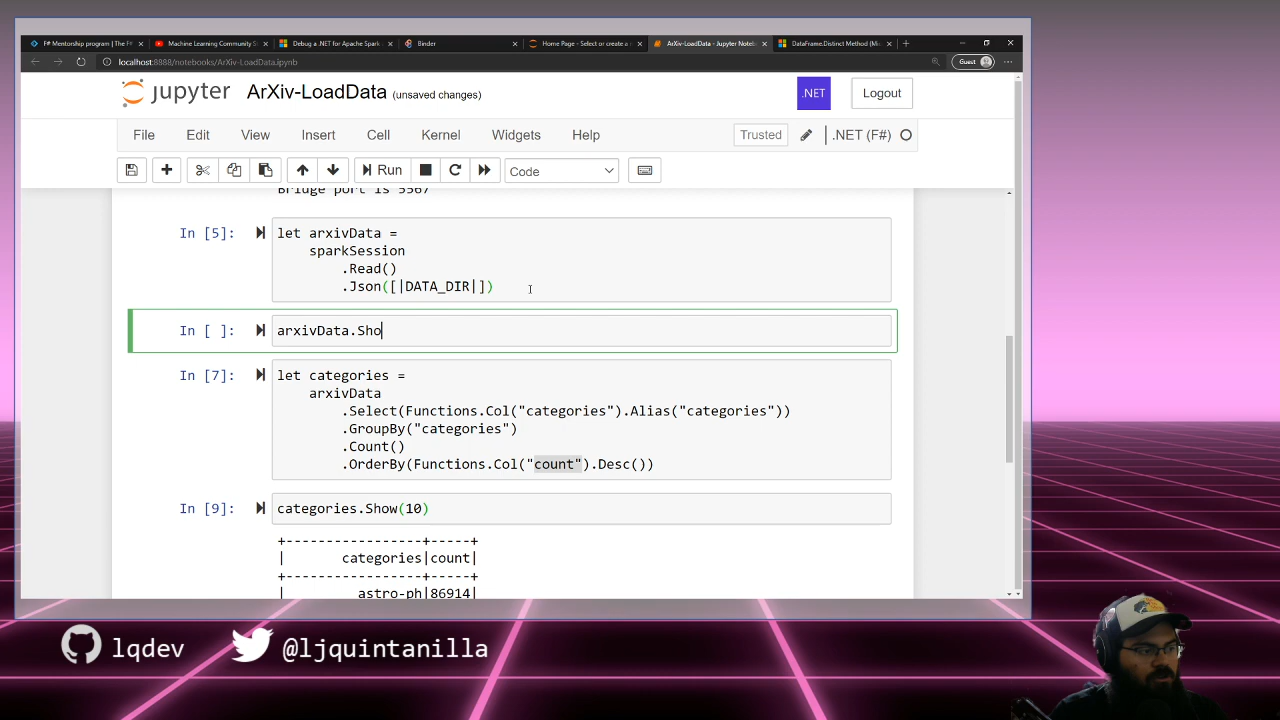 F# Mentorship program | The F#
Machine Learning Community S
Debug a .NET for Apache Spark
Binder
Home Page - Select or create a
ArXiv-LoadData - Jupyter Noteb
DataFrame.Distinct Method (Mi
localhost:8888/notebooks/ArXiv-LoadData.ipynb
Guest
jupyter ArXiv-LoadData (unsaved changes)
.NET
Logout
File Edit View Insert Cell Kernel Widgets Help
Trusted
.NET (F#)
Run
Code
Bridge port is 5567
In [5]: let arxivData =
sparkSession
.Read()
.Json([|DATA_DIR|])
In [ ]: arxivData.Sho
In [7]: let categories =
arxivData
.Select(Functions.Col("categories").Alias("categories"))
.GroupBy("categories")
.Count()
.OrderBy(Functions.Col("count").Desc())
In [9]: categories.Show(10)
+-----------------+-----+
| categories|count|
+-----------------+-----+
| astro-ph|86914|
lqdev @ljquintanilla